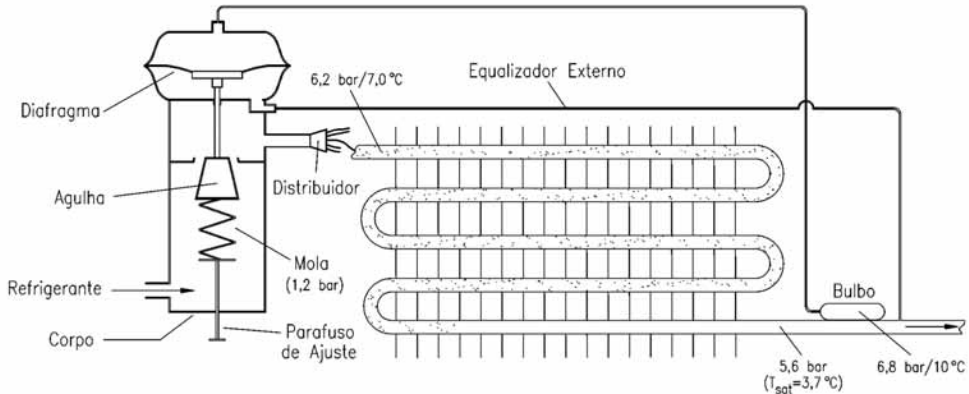 6,2 bar/7,0 °C
Equalizador Externo
Diafragma
Distribuidor
Agulha
Mola
(1,2 bar)
Refrigerante
Bulbo
Corpo
Parafuso
de Ajuste
5,6 bar
(Tsat=3,7 °C)
6,8 bar/10 °C